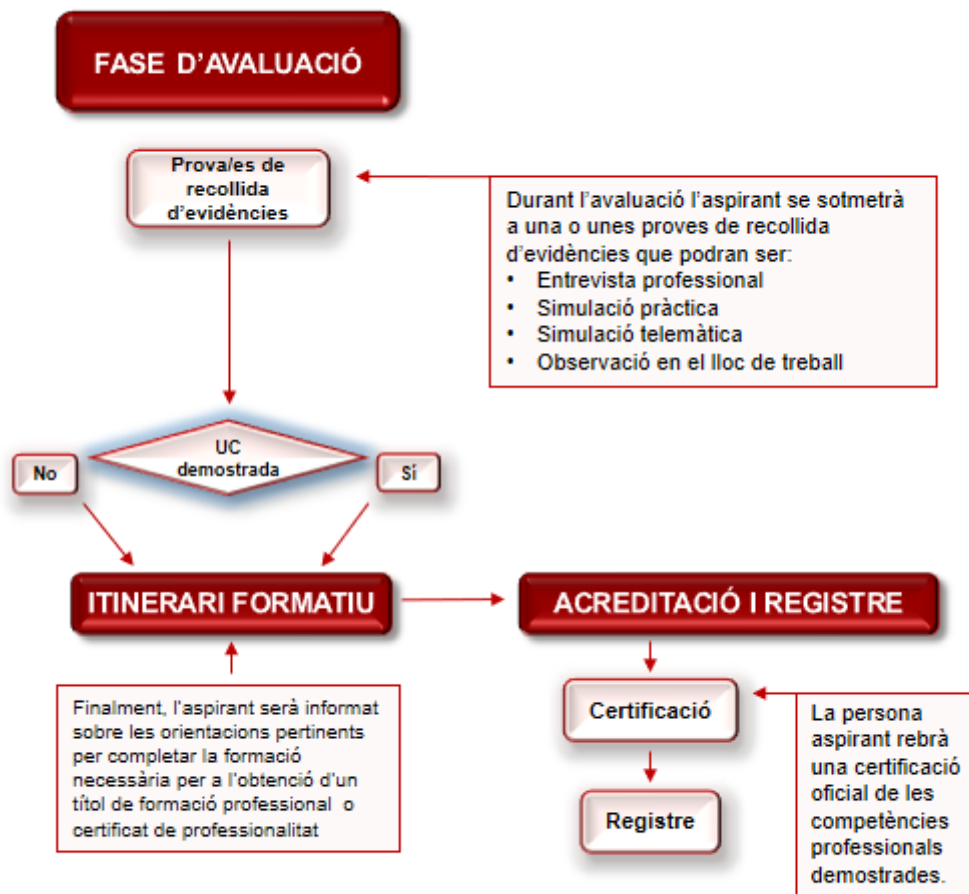 FASE D’AVALUACIÓ
Prova/es de
recollida
d’evidències
Durant l’avaluació l’aspirant se sotmetrà
a una o unes proves de recollida
d’evidències que podran ser:
• Entrevista professional
• Simulació pràctica
• Simulació telemàtica
• Observació en el lloc de treball
UC
demostrada
No
Sí
ITINERARI FORMATIU
ACREDITACIÓ I REGISTRE
Finalment, l’aspirant serà informat
sobre les orientacions pertinents
per completar la formació
necessària per a l’obtenció d’un
títol de formació professional o
certificat de professionalitat
Certificació
Registre
La persona
aspirant rebrà
una certificació
oficial de les
competències
professionals
demostrades.